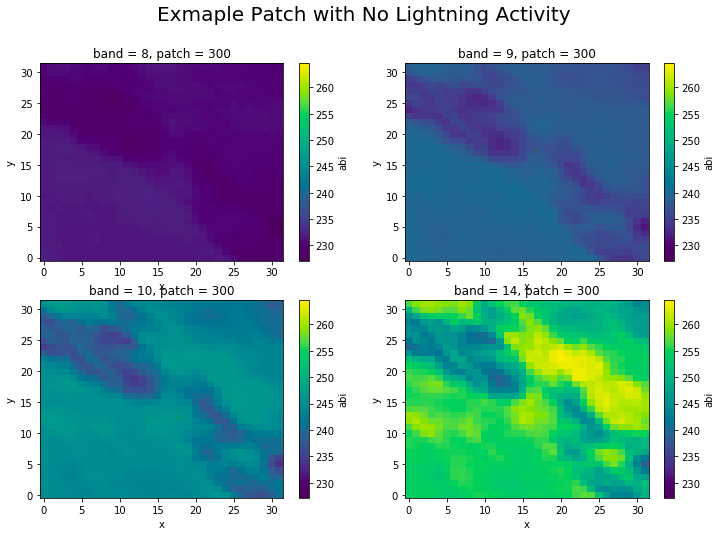 Exmaple Patch with No Lightning Activity
band = 8, patch = 300
band = 9, patch = 300
30
25
20
15
10
5
0
y
0 5 10 15 20 25 30
x
260
255
250
245
240
235
230
abi
30
25
20
15
10
5
0
y
0 5 10 15 20 25 30
x
260
255
250
245
240
235
230
abi
band = 10, patch = 300
band = 14, patch = 300
30
25
20
15
10
5
0
y
0 5 10 15 20 25 30
x
260
255
250
245
240
235
230
abi
30
25
20
15
10
5
0
y
0 5 10 15 20 25 30
x
260
255
250
245
240
235
230
abi